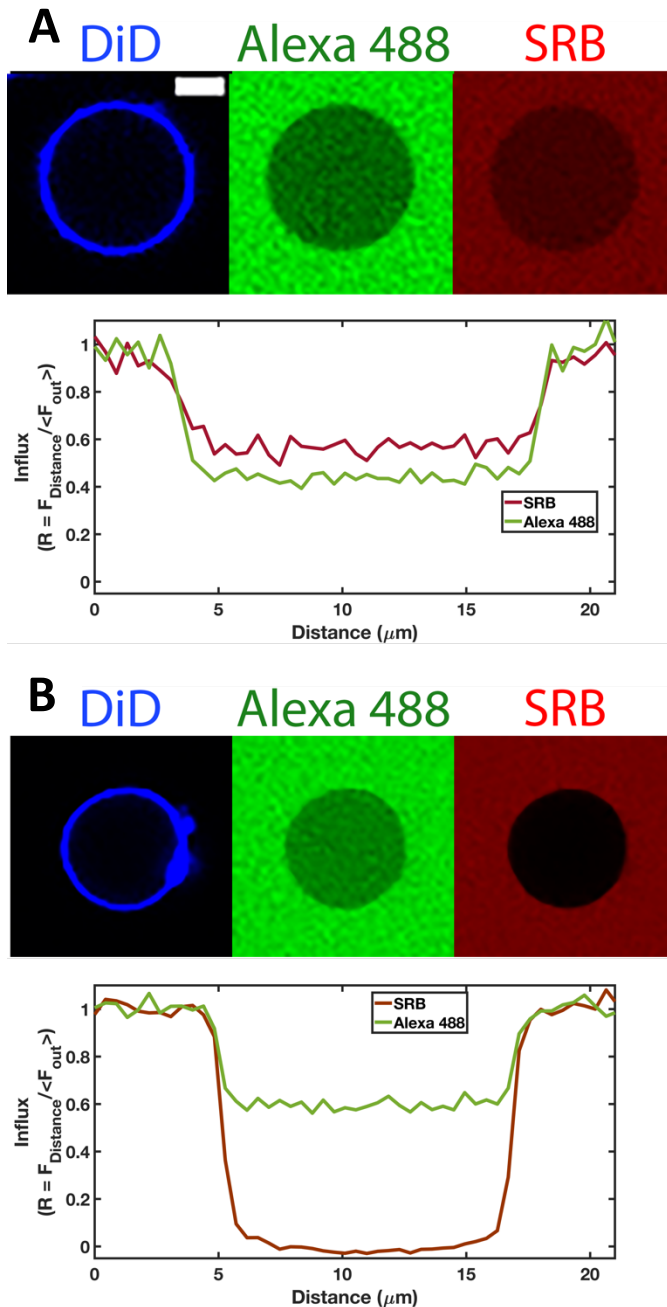 A
DiD Alexa 488 SRB
1
0.8
0.6
0.4
0.2
0
Influx
(R = F_Distance/<F_out>)
SRB
Alexa 488
0 5 10 15 20
Distance (μm)
B
DiD Alexa 488 SRB
1
0.8
0.6
0.4
0.2
0
Influx
(R = F_Distance/<F_out>)
SRB
Alexa 488
0 5 10 15 20
Distance (μm)